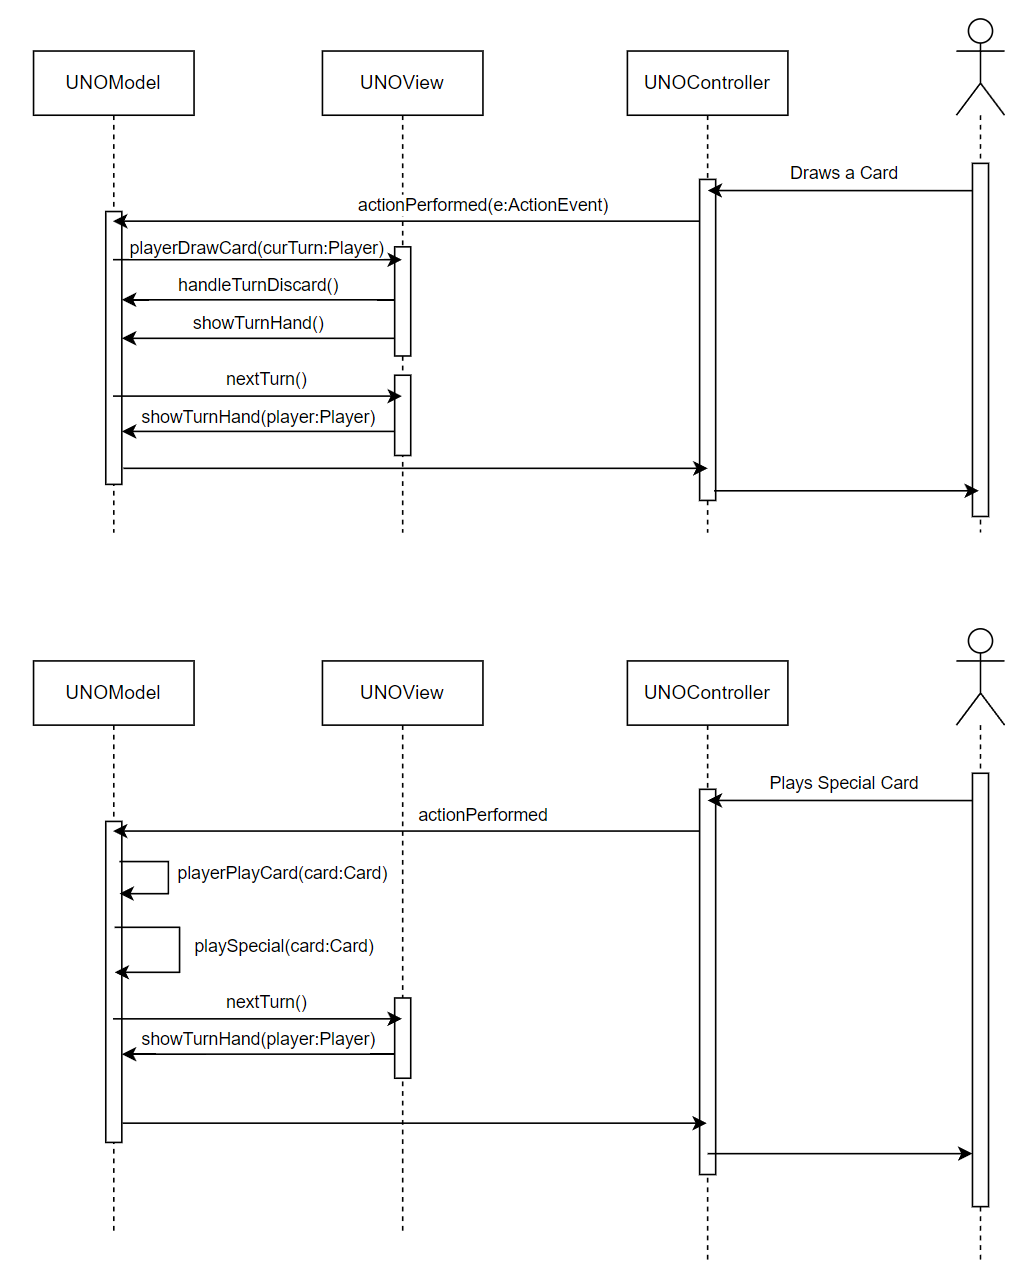 UNOModel
UNOView
UNOController
Draws a Card
actionPerformed(e:ActionEvent)
playerDrawCard(curTurn:Player)
handleTurnDiscard()
showTurnHand()
nextTurn()
showTurnHand(player:Player)
UNOModel
UNOView
UNOController
Plays Special Card
actionPerformed
playerPlayCard(card:Card)
playSpecial(card:Card)
nextTurn()
showTurnHand(player:Player)